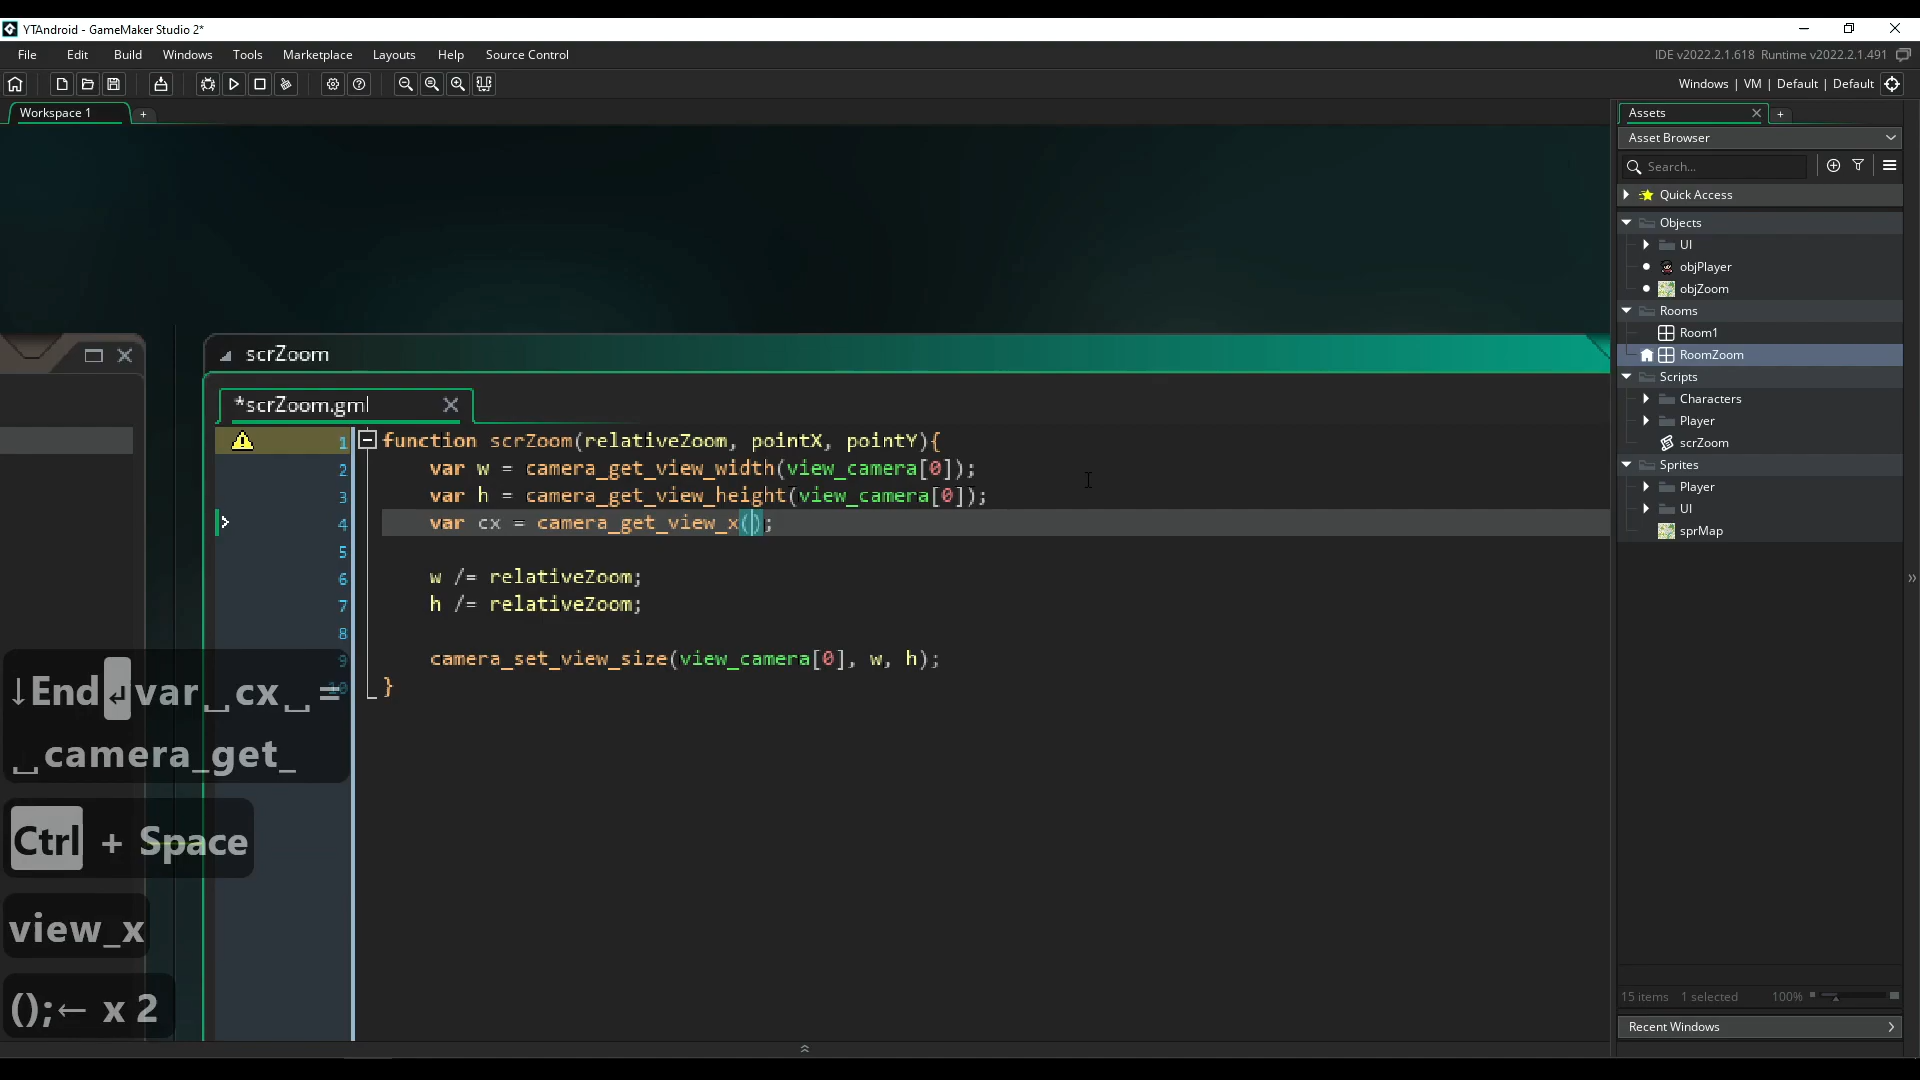 YTAndroid - GameMaker Studio 2*
File Edit Build Windows Tools Marketplace Layouts Help Source Control
IDE v2022.2.1.618 Runtime v2022.2.1.491
Windows | VM | Default | Default
Workspace 1
+
Assets
+
Asset Browser
Search...
Quick Access
Objects
UI
objPlayer
objZoom
Rooms
Room1
RoomZoom
Scripts
Characters
Player
scrZoom
Sprites
Player
UI
sprMap
15 items 1 selected 100%
Recent Windows
scrZoom
*scrZoom.gml
1 function scrZoom(relativeZoom, pointX, pointY){
2 var w = camera_get_view_width(view_camera[0]);
3 var h = camera_get_view_height(view_camera[0]);
4 var cx = camera_get_view_x();
5
6 w /= relativeZoom;
7 h /= relativeZoom;
8
9 camera_set_view_size(view_camera[0], w, h);
10 }
↓End↵var␣cx␣=
␣camera_get_
Ctrl + Space
view_x
();← x 2